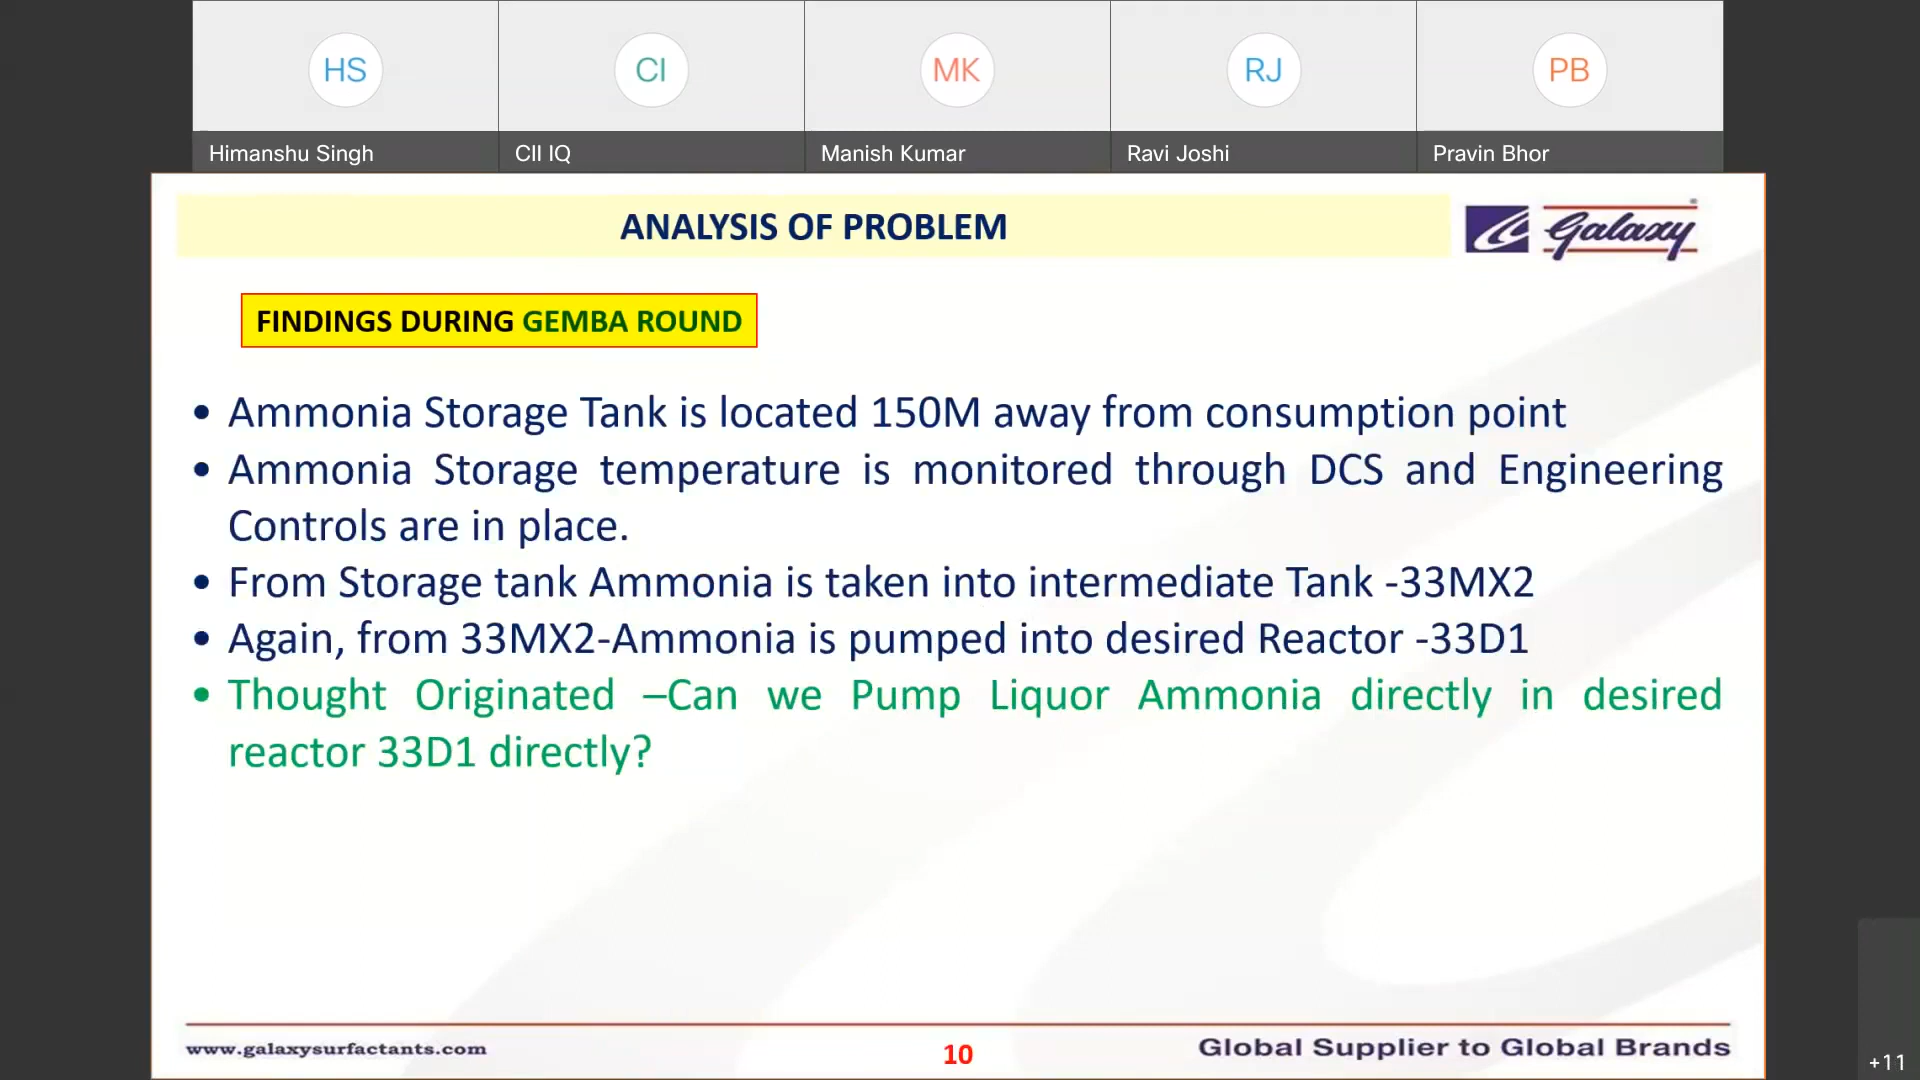 HS
CI
MK
RJ
PB
Himanshu Singh
CII IQ
Manish Kumar
Ravi Joshi
Pravin Bhor
ANALYSIS OF PROBLEM
Galaxy
FINDINGS DURING GEMBA ROUND
• Ammonia Storage Tank is located 150M away from consumption point
• Ammonia Storage temperature is monitored through DCS and Engineering
Controls are in place.
• From Storage tank Ammonia is taken into intermediate Tank -33MX2
• Again, from 33MX2-Ammonia is pumped into desired Reactor -33D1
• Thought Originated –Can we Pump Liquor Ammonia directly in desired
reactor 33D1 directly?
www.galaxysurfactants.com
10
Global Supplier to Global Brands
+11